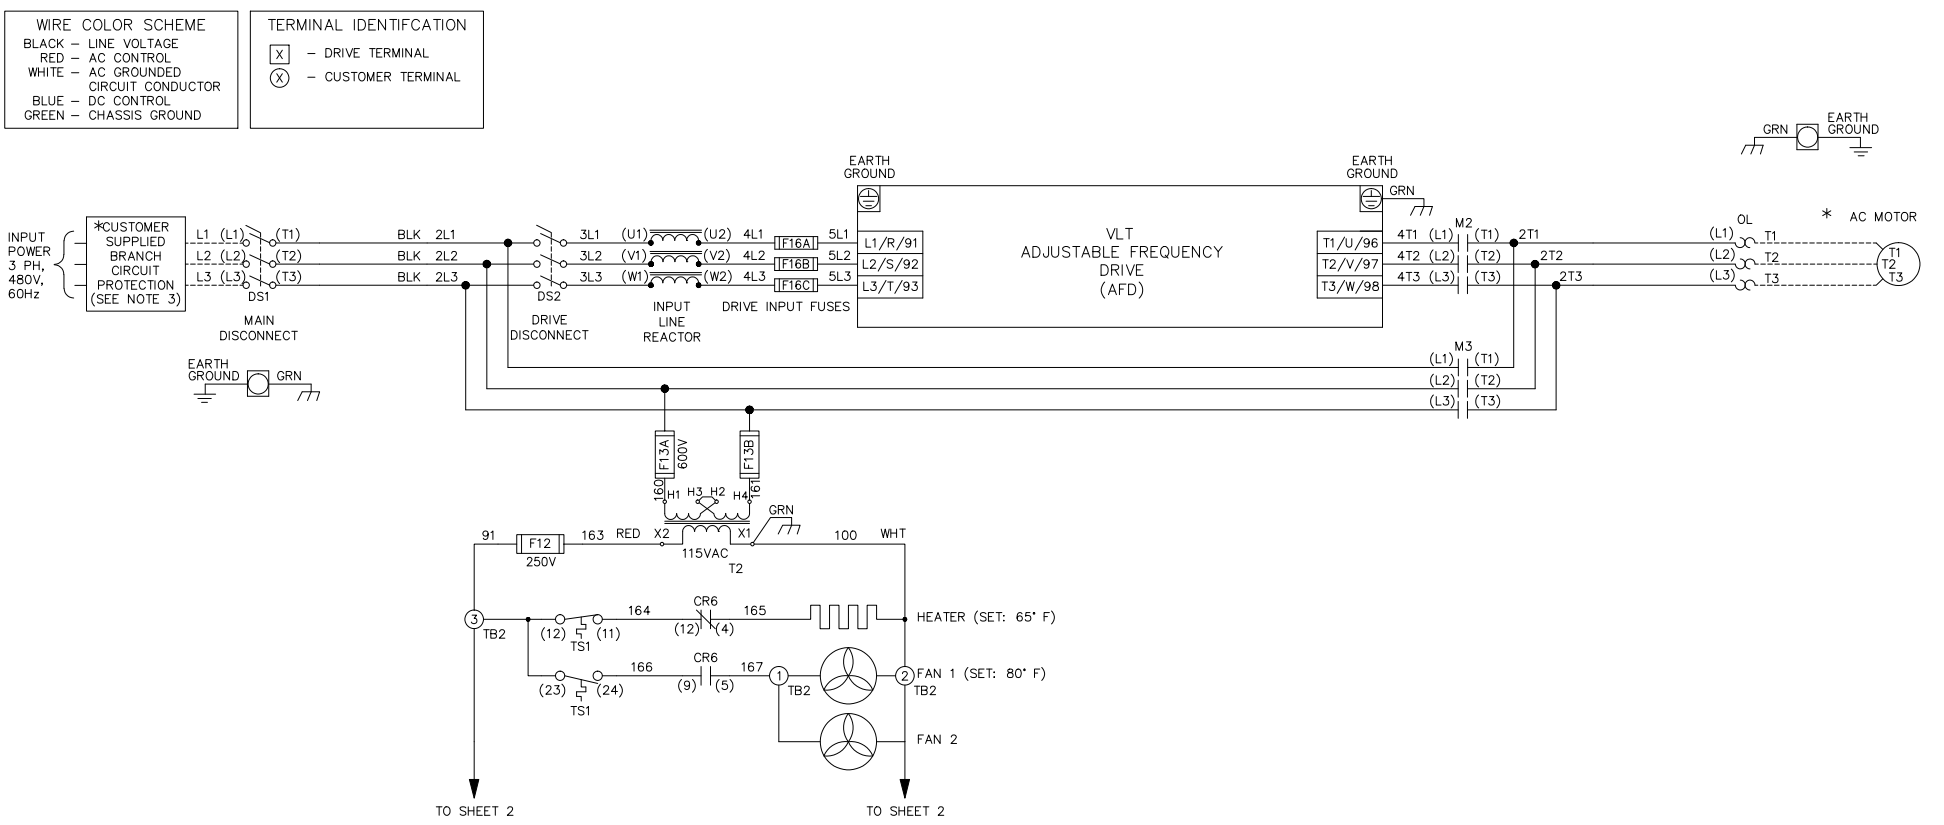 WIRE COLOR SCHEME
BLACK – LINE VOLTAGE
RED – AC CONTROL
WHITE – AC GROUNDED
CIRCUIT CONDUCTOR
BLUE – DC CONTROL
GREEN – CHASSIS GROUND
TERMINAL IDENTIFCATION
X – DRIVE TERMINAL
X – CUSTOMER TERMINAL
GRN
EARTH
GROUND
INPUT
POWER
3 PH,
480V,
60Hz
*CUSTOMER
SUPPLIED
BRANCH
CIRCUIT
PROTECTION
(SEE NOTE 3)
L1 (L1) (T1)
L2 (L2) (T2)
L3 (L3) (T3)
DS1
MAIN
DISCONNECT
BLK 2L1
BLK 2L2
BLK 2L3
DS2
DRIVE
DISCONNECT
3L1 (U1) (U2) 4L1 F16A 5L1
3L2 (V1) (V2) 4L2 F16B 5L2
3L3 (W1) (W2) 4L3 F16C 5L3
INPUT
LINE
REACTOR
DRIVE INPUT FUSES
EARTH
GROUND
L1/R/91
L2/S/92
L3/T/93
VLT
ADJUSTABLE FREQUENCY
DRIVE
(AFD)
EARTH
GROUND
GRN
T1/U/96
T2/V/97
T3/W/98
M2
4T1 (L1) (T1) 2T1
4T2 (L2) (T2) 2T2
4T3 (L3) (T3) 2T3
OL
(L1) T1
(L2) T2
(L3) T3
* AC MOTOR
T1
T2
T3
EARTH
GROUND
GRN
M3
(L1) (T1)
(L2) (T2)
(L3) (T3)
F13A
600V
F13B
160
161
H1 H3 H2 H4
GRN
91 F12 163 RED X2 X1 100 WHT
250V
115VAC
T2
3
TB2
(12) (11)
TS1
164
CR6
(12) (4)
165
HEATER (SET: 65° F)
(23) (24)
TS1
166
CR6
(9) (5)
167
1
TB2
2
TB2
FAN 1 (SET: 80° F)
FAN 2
TO SHEET 2
TO SHEET 2